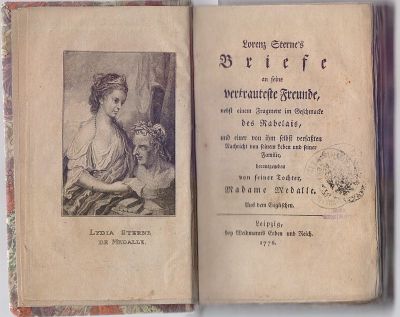 LYDIA STERNE
DE MEDALLE.
Lorenz Sterne's
Briefe
an seine
vertrauteste Freunde,
nebst einem Fragment im Geschmacke
des Rabelais,
und einer von ihm selbst verfaßten
Nachricht von seinem Leben und seiner
Familie,
herausgegeben
von seiner Tochter,
Madame Medalle.
Aus dem Englischen.
Leipzig,
bey Weidmanns Erben und Reich.
1776.